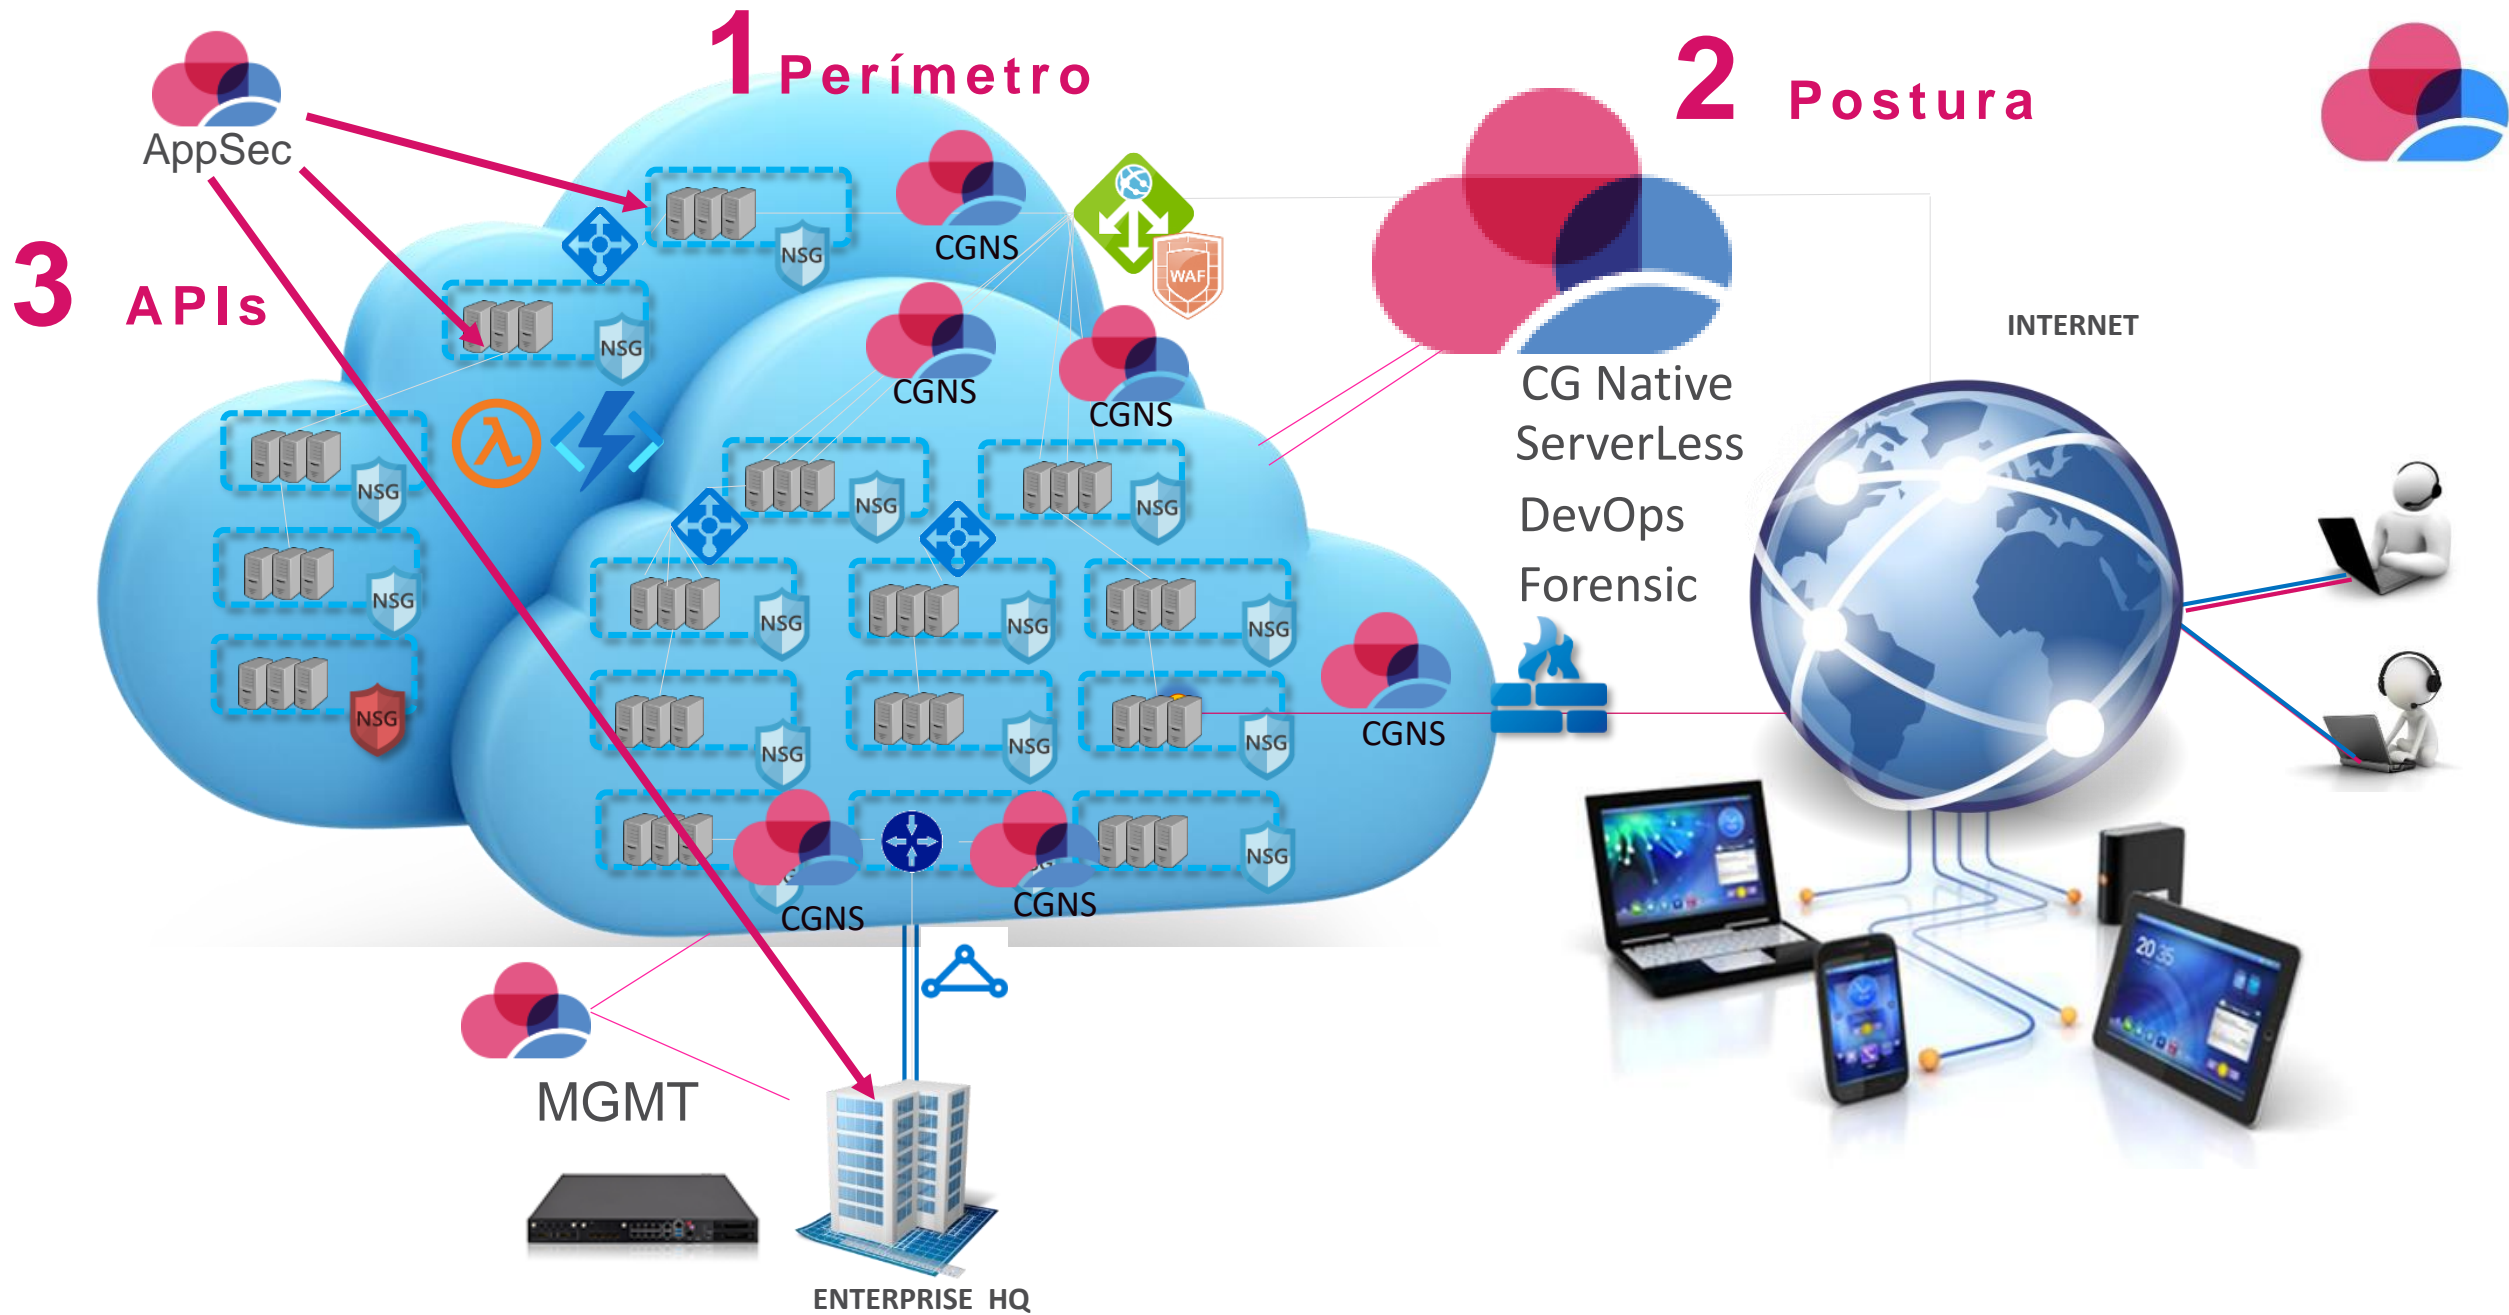 1 Perímetro
2 Postura
AppSec
3 APIs
NSG
CGNS
WAF
NSG
CGNS
CGNS
INTERNET
CG Native
ServerLess
DevOps
Forensic
NSG
NSG
NSG
NSG
NSG
NSG
NSG
NSG
NSG
NSG
NSG
CGNS
NSG
NSG
CGNS
CGNS
20:35
MGMT
ENTERPRISE HQ